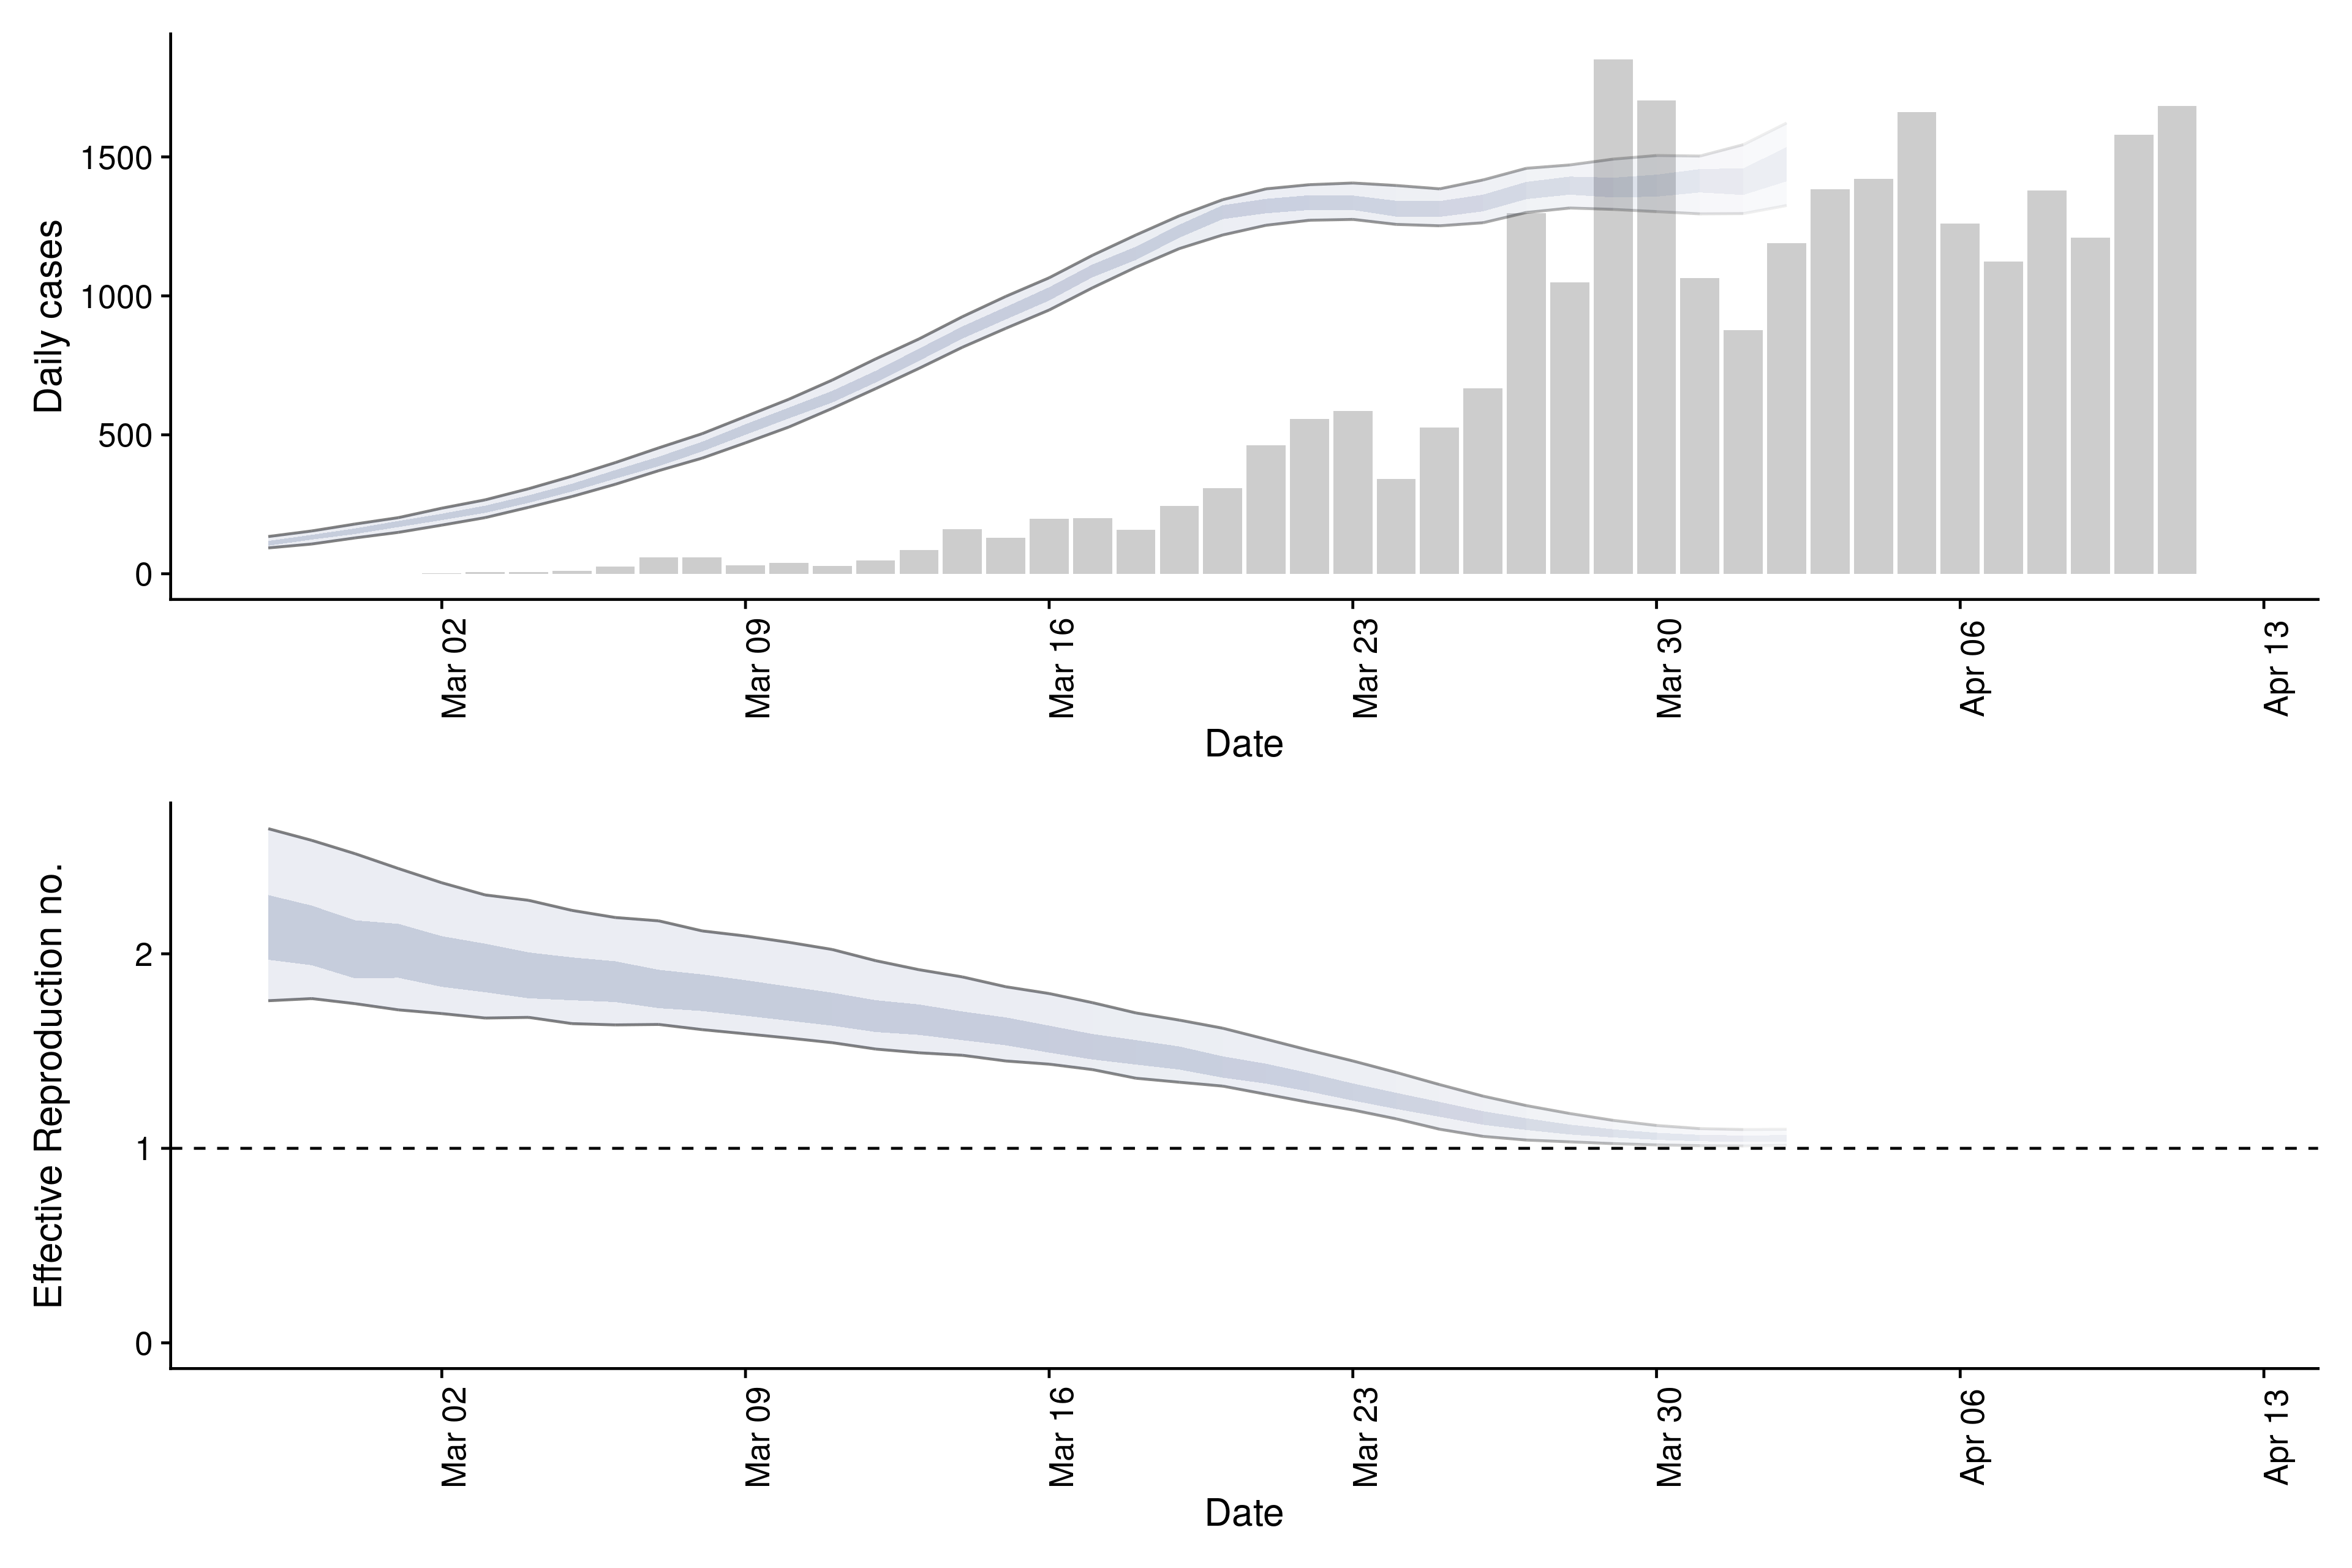 Daily cases
1500
1000
500
0
Mar 02
Mar 09
Mar 16
Mar 23
Mar 30
Apr 06
Apr 13
Date
Effective Reproduction no.
2
1
0
Mar 02
Mar 09
Mar 16
Mar 23
Mar 30
Apr 06
Apr 13
Date